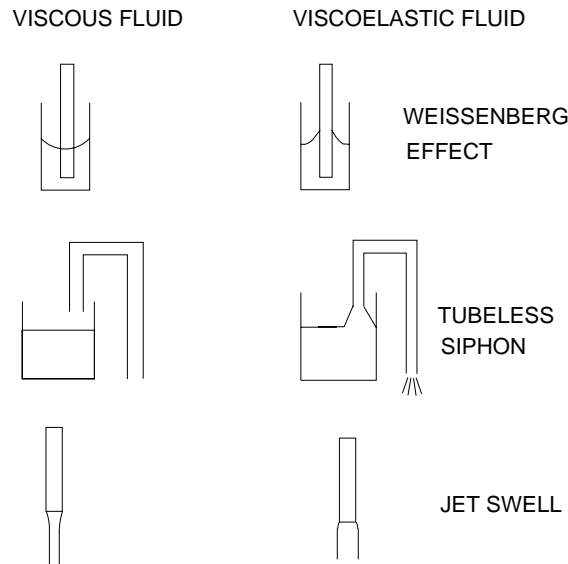 VISCOUS FLUID
VISCOELASTIC FLUID
WEISSENBERG
EFFECT
TUBELESS
SIPHON
JET SWELL